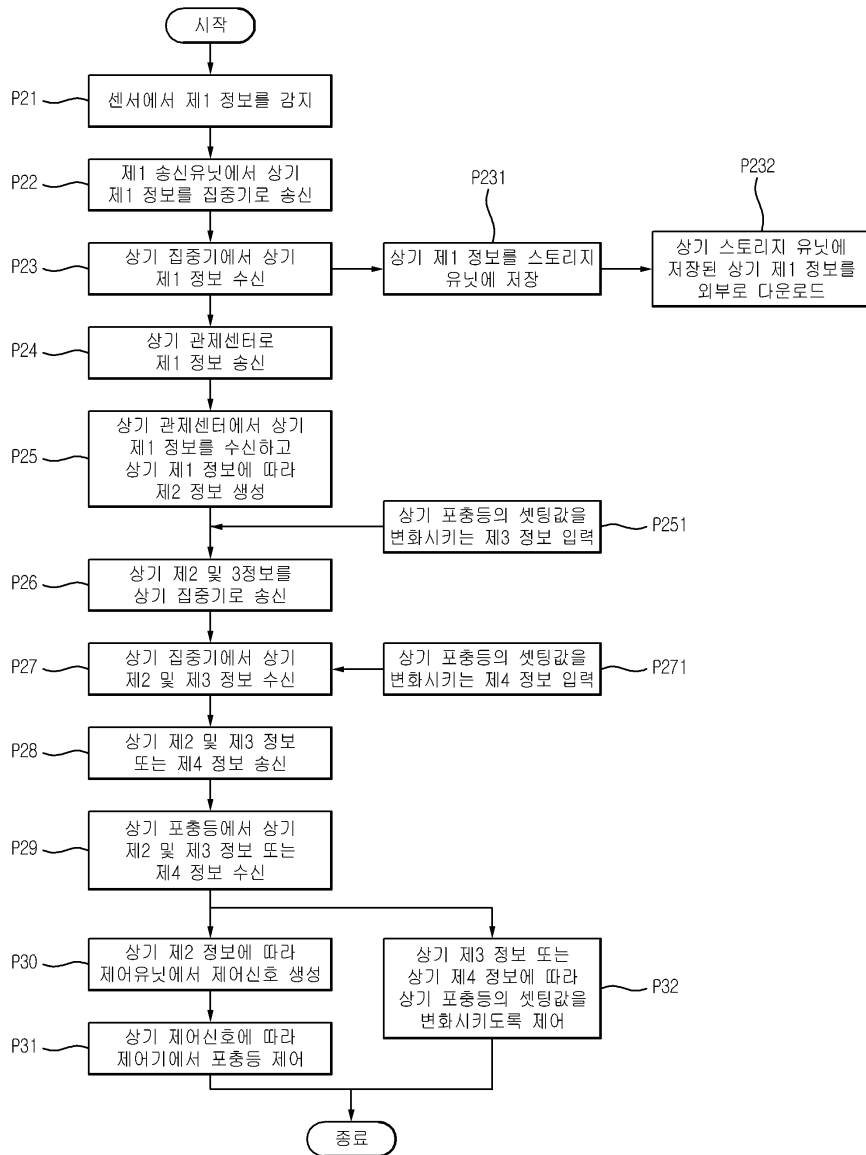 시작
P21
센서에서 제1 정보를 감지
P22
제1 송신유닛에서 상기
제1 정보를 집중기로 송신
P23
상기 집중기에서 상기
제1 정보 수신
P231
상기 제1 정보를 스토리지
유닛에 저장
P232
상기 스토리지 유닛에
저장된 상기 제1 정보를
외부로 다운로드
P24
상기 관제센터로
제1 정보 송신
P25
상기 관제센터에서 상기
제1 정보를 수신하고
상기 제1 정보에 따라
제2 정보 생성
상기 포충등의 셋팅값을
변화시키는 제3 정보 입력
P251
P26
상기 제2 및 3정보를
상기 집중기로 송신
P27
상기 집중기에서 상기
제2 및 제3 정보 수신
상기 포충등의 셋팅값을
변화시키는 제4 정보 입력
P271
P28
상기 제2 및 제3 정보
또는 제4 정보 송신
P29
상기 포충등에서 상기
제2 및 제3 정보 또는
제4 정보 수신
P30
상기 제2 정보에 따라
제어유닛에서 제어신호 생성
상기 제3 정보 또는
상기 제4 정보에 따라
상기 포충등의 셋팅값을
변화시키도록 제어
P32
P31
상기 제어신호에 따라
제어기에서 포충등 제어
종료